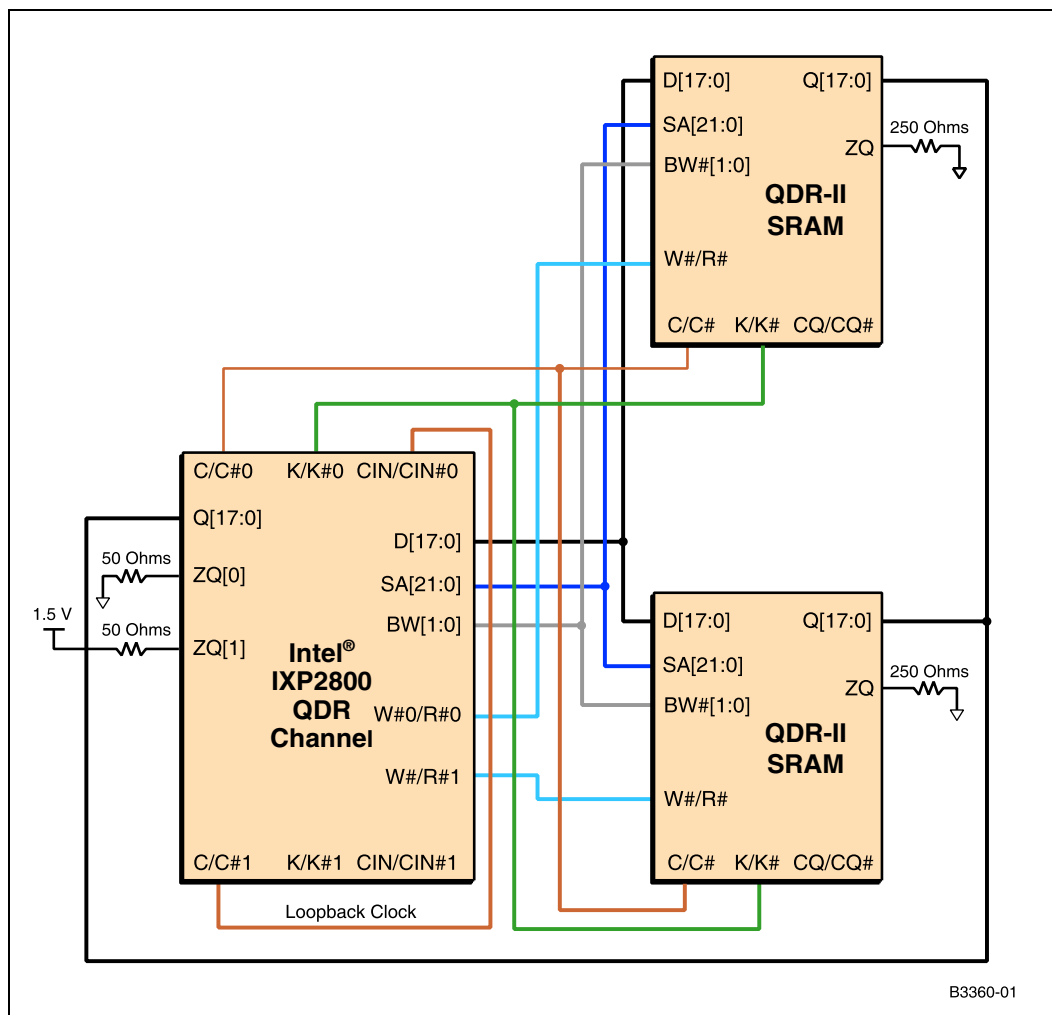 D[17:0]
Q[17:0]
SA[21:0]
250 Ohms
ZQ
BW#[1:0]
QDR-II
SRAM
W#/R#
C/C#
K/K#
CQ/CQ#
C/C#0
K/K#0
CIN/CIN#0
Q[17:0]
D[17:0]
50 Ohms
ZQ[0]
SA[21:0]
1.5 V
50 Ohms
ZQ[1]
BW[1:0]
Intel®
IXP2800
QDR
Channel
W#0/R#0
W#/R#1
C/C#1
K/K#1
CIN/CIN#1
Loopback Clock
D[17:0]
Q[17:0]
SA[21:0]
250 Ohms
ZQ
BW#[1:0]
QDR-II
SRAM
W#/R#
C/C#
K/K#
CQ/CQ#
B3360-01